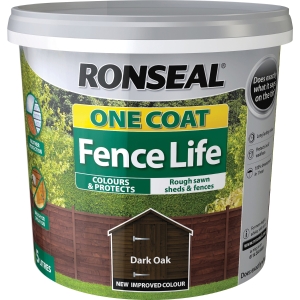 RONSEAL®
Does exactly
what it says
on the tin
ONE COAT
Fence Life
COLOURS
& PROTECTS
Rough sawn
sheds & fences
Dark Oak
NEW IMPROVED COLOUR
5 LITRES